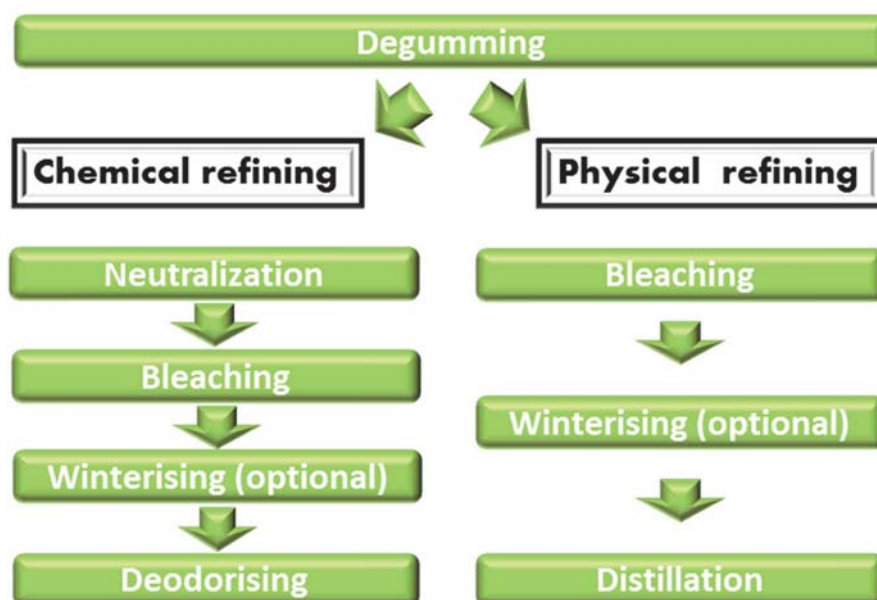 Degumming
Chemical refining
Physical refining
Neutralization
Bleaching
Winterising (optional)
Deodorising
Bleaching
Winterising (optional)
Distillation